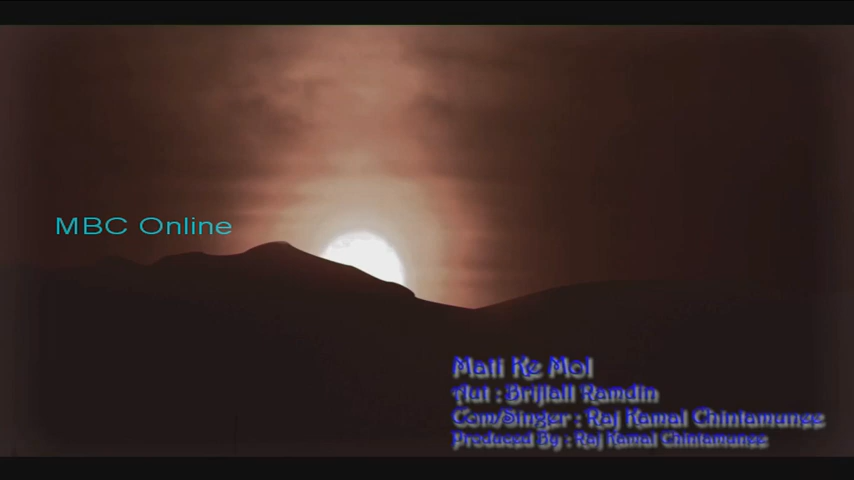 MBC Online
Mati Ke Mol
Aut : Brijlall Ramdin
Com/Singer : Raj Kamal Chintamunee
Produced By : Raj Kamal Chintamunee